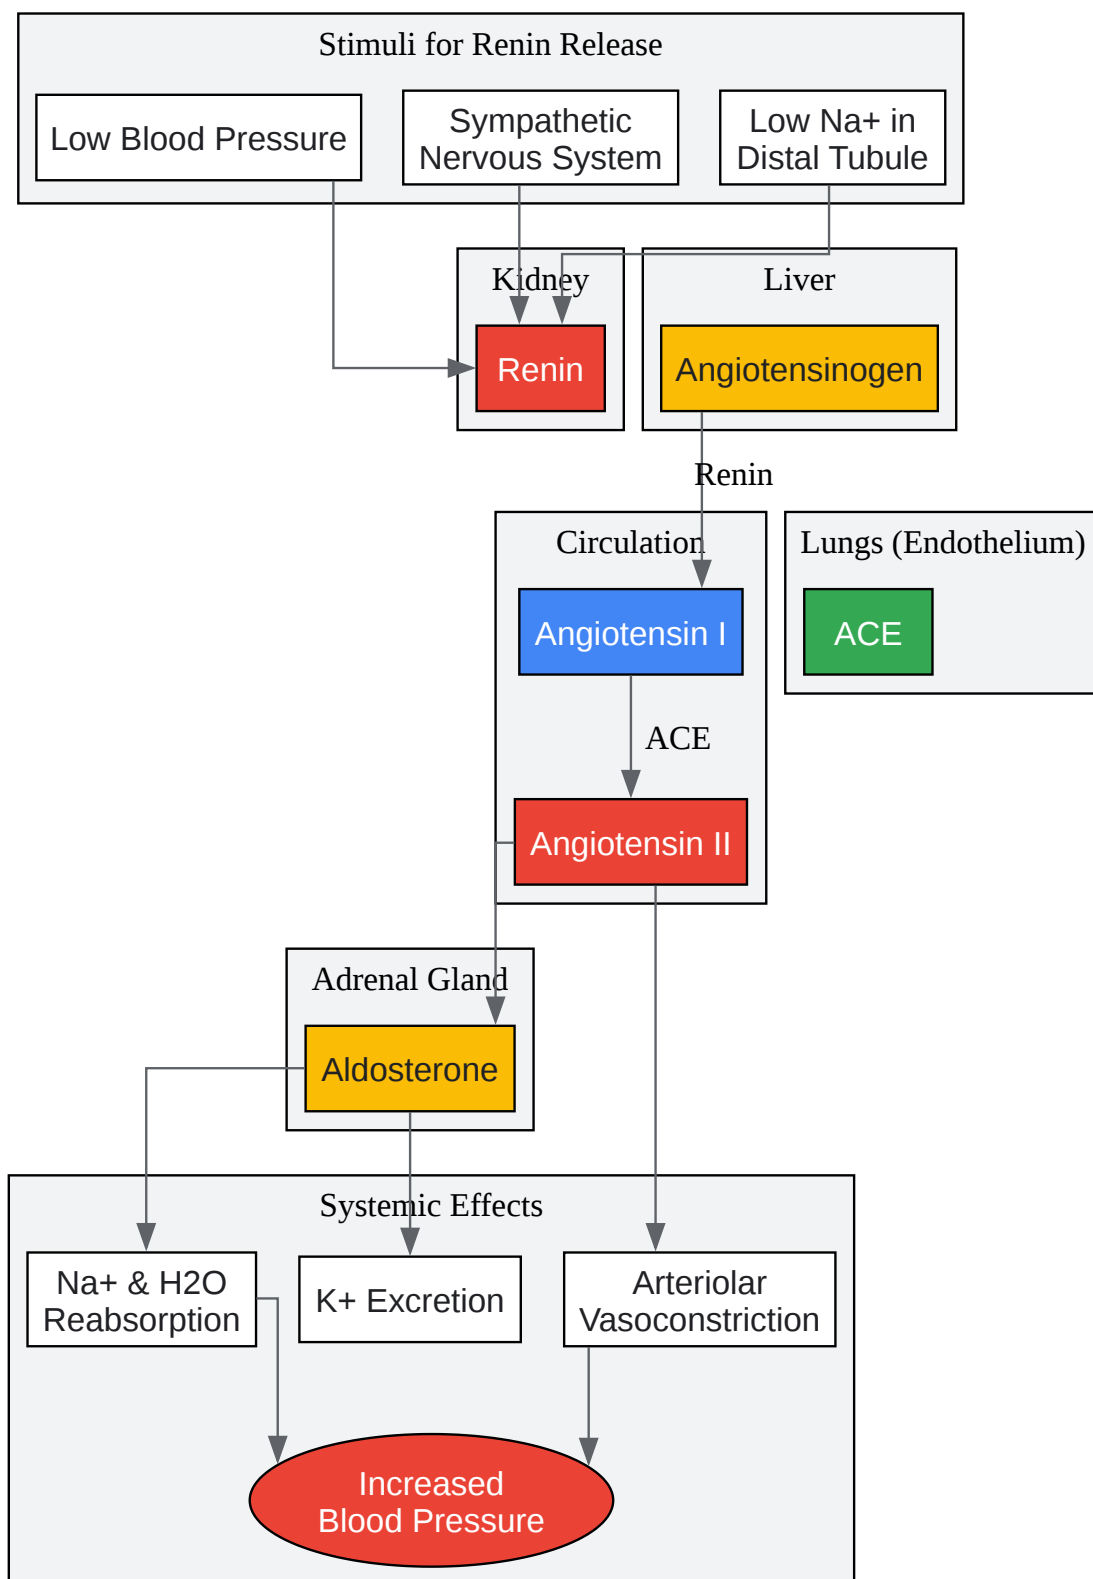 Stimuli for Renin Release
Low Blood Pressure
Sympathetic
Nervous System
Low Na+ in
Distal Tubule
Kidney
Liver
Renin
Angiotensinogen
Renin
Circulation
Lungs (Endothelium)
Angiotensin I
ACE
ACE
Angiotensin II
Adrenal Gland
Aldosterone
Systemic Effects
Na+ & H2O
Reabsorption
K+ Excretion
Arteriolar
Vasoconstriction
Increased
Blood Pressure